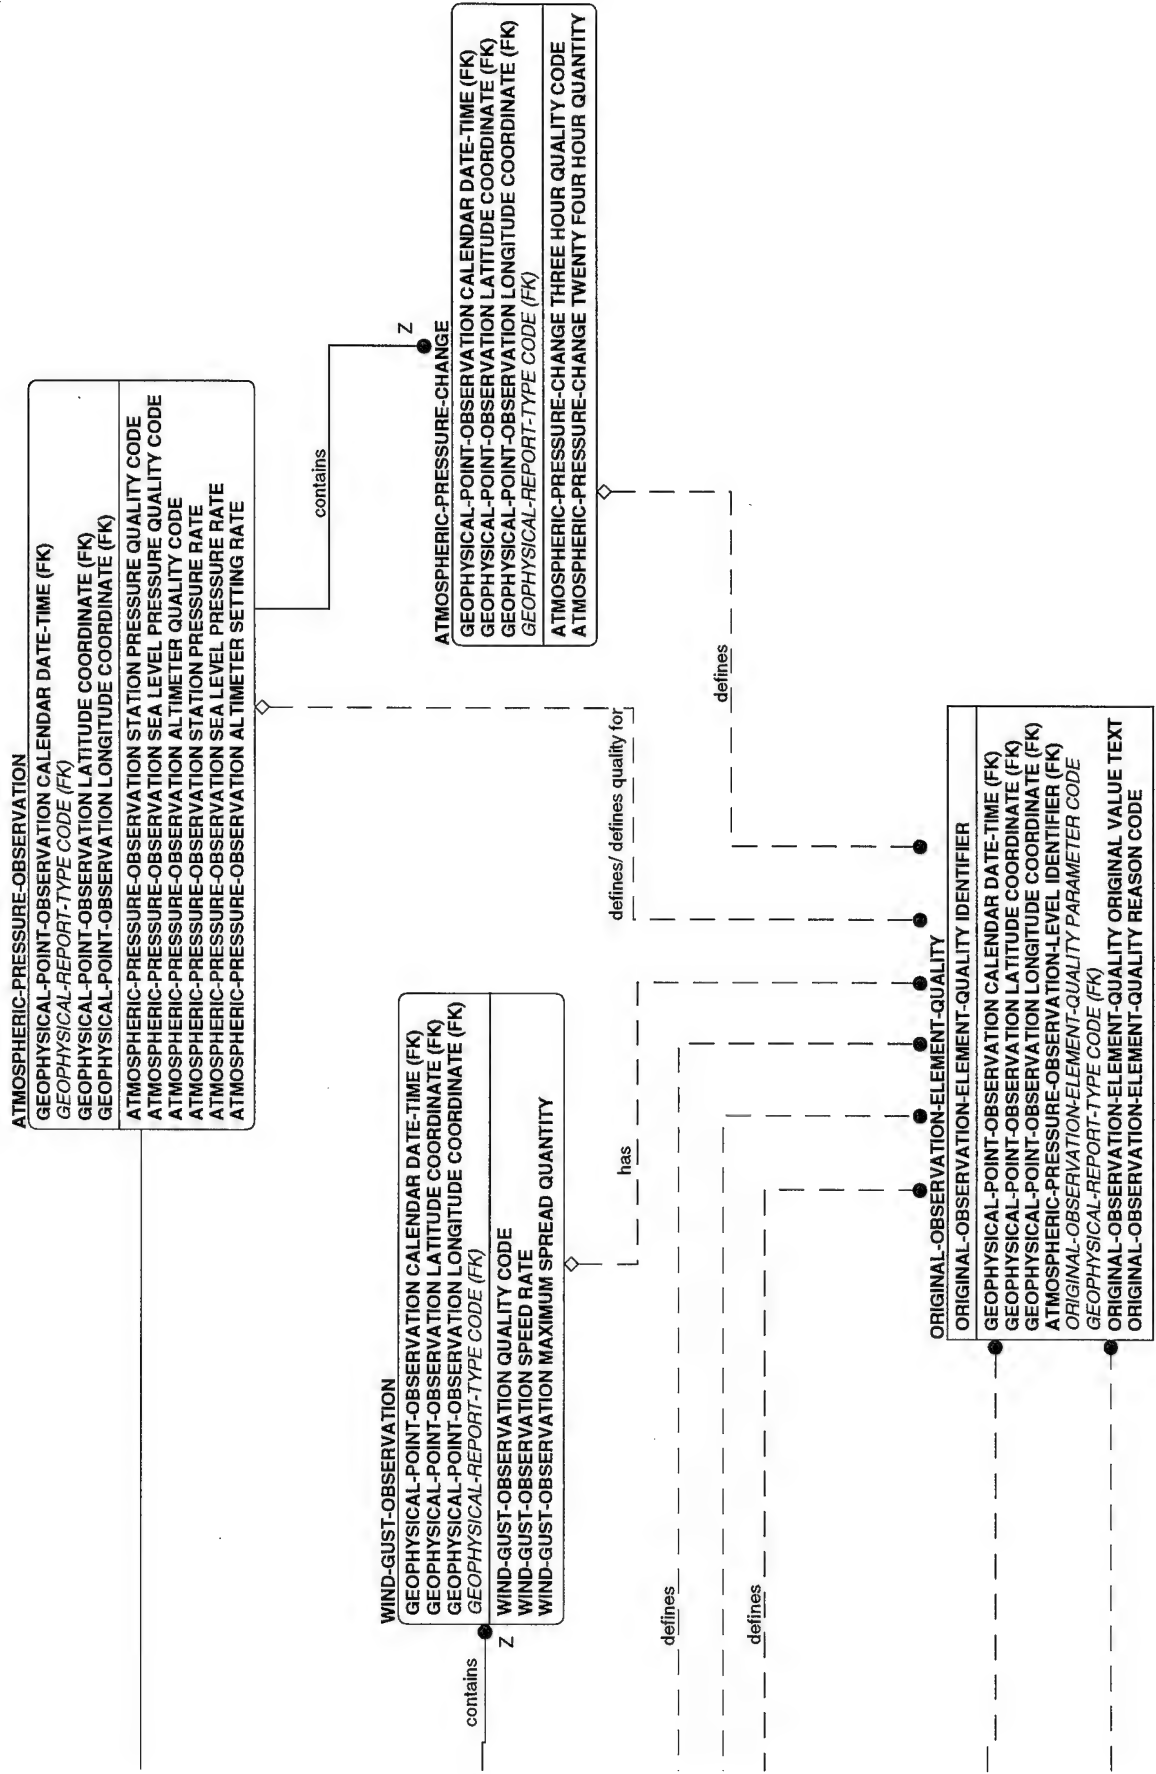 ATMOSPHERIC-PRESSURE-OBSERVATION
GEOPHYSICAL-POINT-OBSERVATION CALENDAR DATE-TIME (FK)
GEOPHYSICAL-REPORT-TYPE CODE (FK)
GEOPHYSICAL-POINT-OBSERVATION LATITUDE COORDINATE (FK)
GEOPHYSICAL-POINT-OBSERVATION LONGITUDE COORDINATE (FK)
ATMOSPHERIC-PRESSURE-OBSERVATION STATION PRESSURE QUALITY CODE
ATMOSPHERIC-PRESSURE-OBSERVATION SEA LEVEL PRESSURE QUALITY CODE
ATMOSPHERIC-PRESSURE-OBSERVATION ALTIMETER QUALITY CODE
ATMOSPHERIC-PRESSURE-OBSERVATION STATION PRESSURE RATE
ATMOSPHERIC-PRESSURE-OBSERVATION SEA LEVEL PRESSURE RATE
ATMOSPHERIC-PRESSURE-OBSERVATION ALTIMETER SETTING RATE
contains
Z
ATMOSPHERIC-PRESSURE-CHANGE
GEOPHYSICAL-POINT-OBSERVATION CALENDAR DATE-TIME (FK)
GEOPHYSICAL-POINT-OBSERVATION LATITUDE COORDINATE (FK)
GEOPHYSICAL-POINT-OBSERVATION LONGITUDE COORDINATE (FK)
GEOPHYSICAL-REPORT-TYPE CODE (FK)
ATMOSPHERIC-PRESSURE-CHANGE THREE HOUR QUALITY CODE
ATMOSPHERIC-PRESSURE-CHANGE TWENTY FOUR HOUR QUANTITY
WIND-GUST-OBSERVATION
GEOPHYSICAL-POINT-OBSERVATION CALENDAR DATE-TIME (FK)
GEOPHYSICAL-POINT-OBSERVATION LATITUDE COORDINATE (FK)
GEOPHYSICAL-POINT-OBSERVATION LONGITUDE COORDINATE (FK)
GEOPHYSICAL-REPORT-TYPE CODE (FK)
WIND-GUST-OBSERVATION QUALITY CODE
WIND-GUST-OBSERVATION SPEED RATE
WIND-GUST-OBSERVATION MAXIMUM SPREAD QUANTITY
contains
Z
has
defines/ defines quality for
defines
defines
defines
ORIGINAL-OBSERVATION-ELEMENT-QUALITY
ORIGINAL-OBSERVATION-ELEMENT-QUALITY IDENTIFIER
GEOPHYSICAL-POINT-OBSERVATION CALENDAR DATE-TIME (FK)
GEOPHYSICAL-POINT-OBSERVATION LATITUDE COORDINATE (FK)
GEOPHYSICAL-POINT-OBSERVATION LONGITUDE COORDINATE (FK)
ATMOSPHERIC-PRESSURE-OBSERVATION-LEVEL IDENTIFIER (FK)
ORIGINAL-OBSERVATION-ELEMENT-QUALITY PARAMETER CODE
GEOPHYSICAL-REPORT-TYPE CODE (FK)
ORIGINAL-OBSERVATION-ELEMENT-QUALITY ORIGINAL VALUE TEXT
ORIGINAL-OBSERVATION-ELEMENT-QUALITY REASON CODE